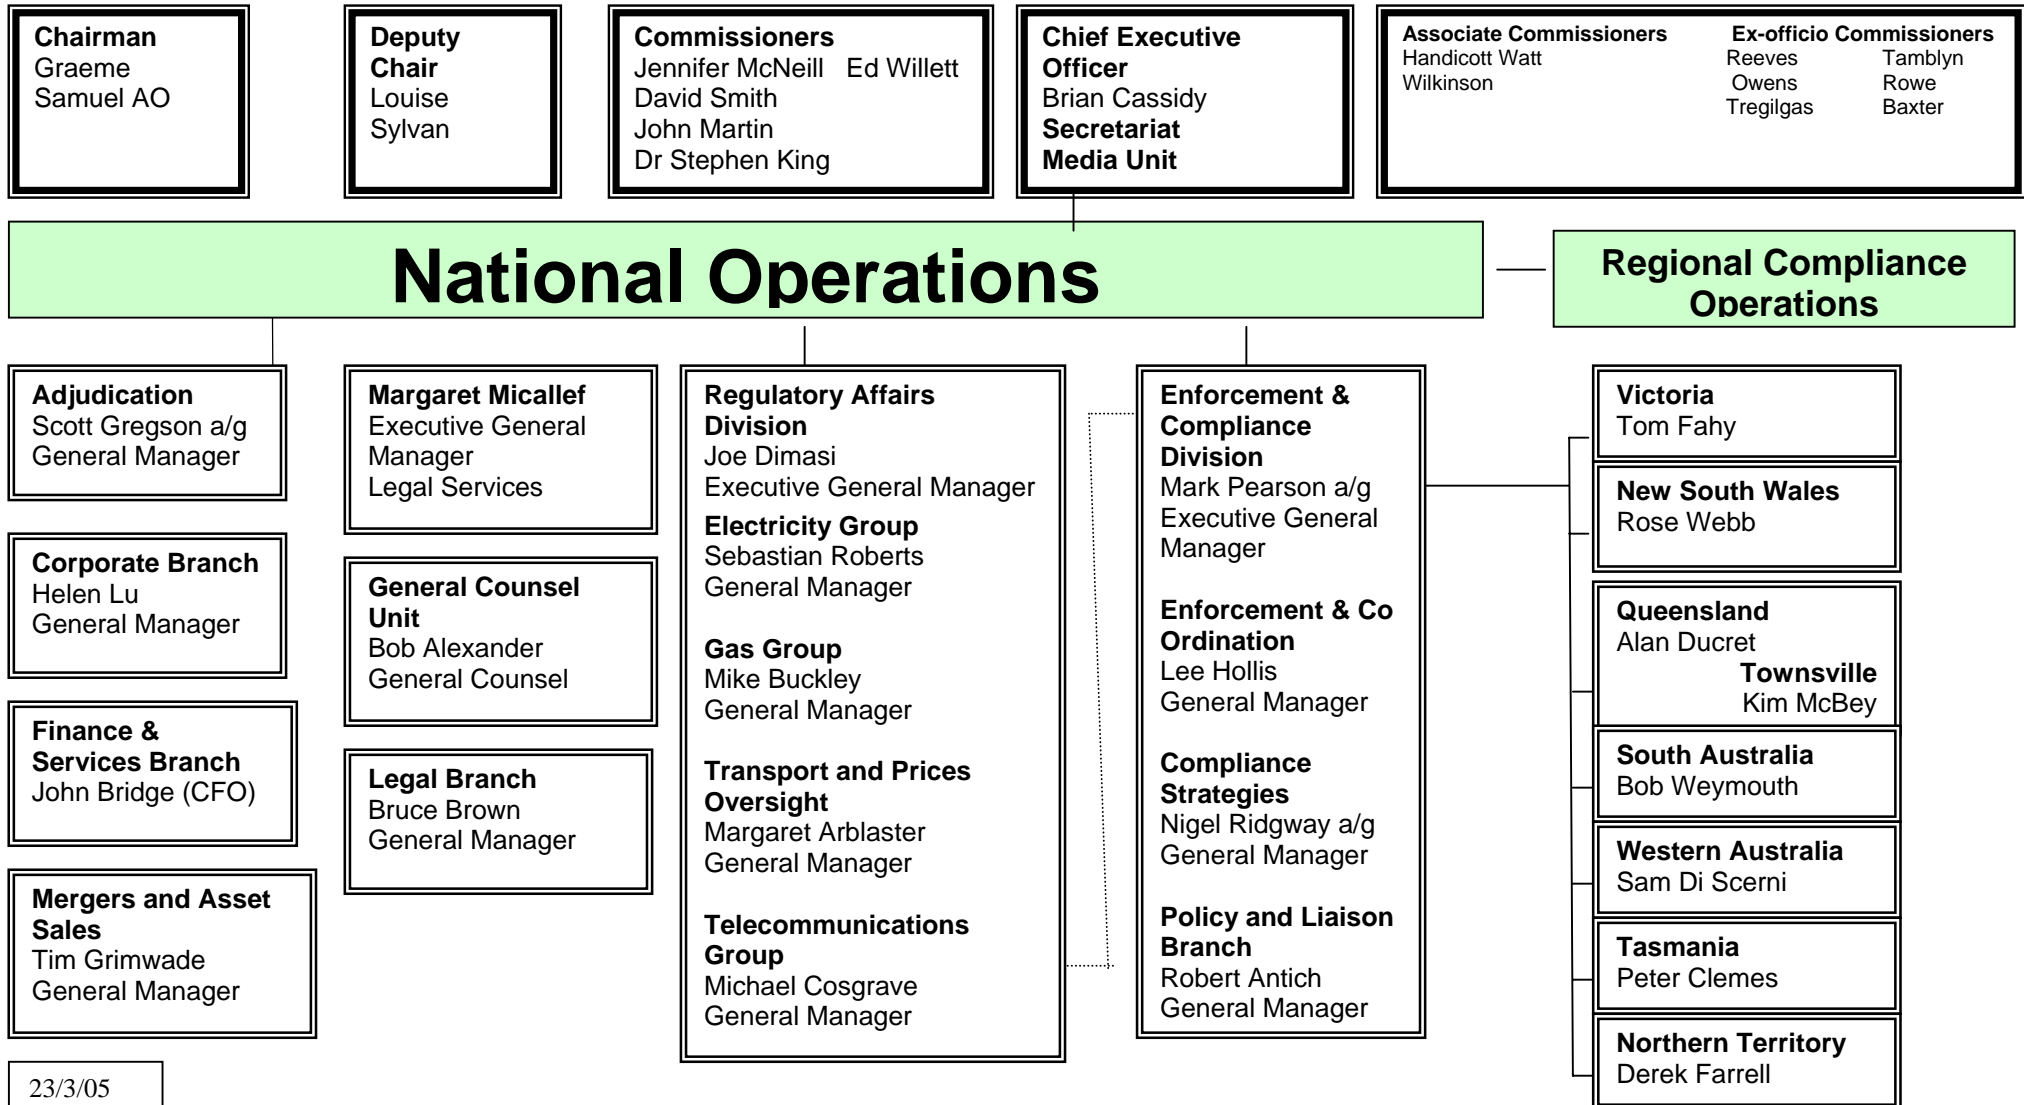 Chairman
Graeme
Samuel AO
Deputy
Chair
Louise
Sylvan
Commissioners
Jennifer McNeill Ed Willett
David Smith
John Martin
Dr Stephen King
Chief Executive
Officer
Brian Cassidy
Secretariat
Media Unit
Associate Commissioners Ex-officio Commissioners
Handicott Watt Reeves Tamblyn
Wilkinson Owens Rowe
Tregilgas Baxter
National Operations
Regional Compliance
Operations
Adjudication
Scott Gregson a/g
General Manager
Corporate Branch
Helen Lu
General Manager
Finance &
Services Branch
John Bridge (CFO)
Mergers and Asset
Sales
Tim Grimwade
General Manager
Margaret Micallef
Executive General
Manager
Legal Services
General Counsel
Unit
Bob Alexander
General Counsel
Legal Branch
Bruce Brown
General Manager
Regulatory Affairs
Division
Joe Dimasi
Executive General Manager
Electricity Group
Sebastian Roberts
General Manager
Gas Group
Mike Buckley
General Manager
Transport and Prices
Oversight
Margaret Arblaster
General Manager
Telecommunications
Group
Michael Cosgrave
General Manager
Enforcement &
Compliance
Division
Mark Pearson a/g
Executive General
Manager
Enforcement & Co
Ordination
Lee Hollis
General Manager
Compliance
Strategies
Nigel Ridgway a/g
General Manager
Policy and Liaison
Branch
Robert Antich
General Manager
Victoria
Tom Fahy
New South Wales
Rose Webb
Queensland
Alan Ducret
Townsville
Kim McBey
South Australia
Bob Weymouth
Western Australia
Sam Di Scerni
Tasmania
Peter Clemes
Northern Territory
Derek Farrell
23/3/05